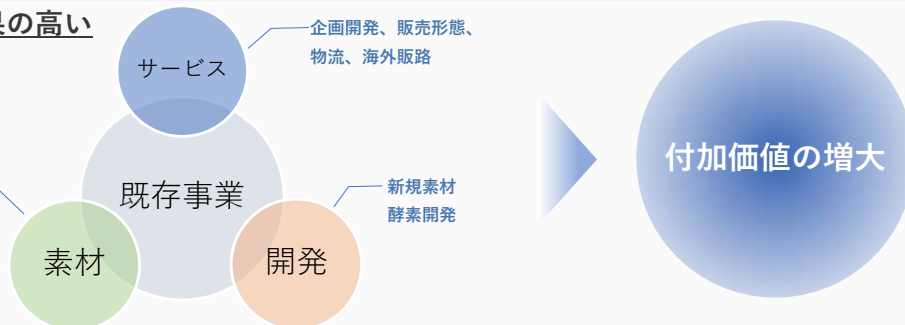 果の高い
サービス
企画開発、販売形態、
物流、海外販路
既存事業
新規素材
酵素開発
素材
開発
付加価値の増大